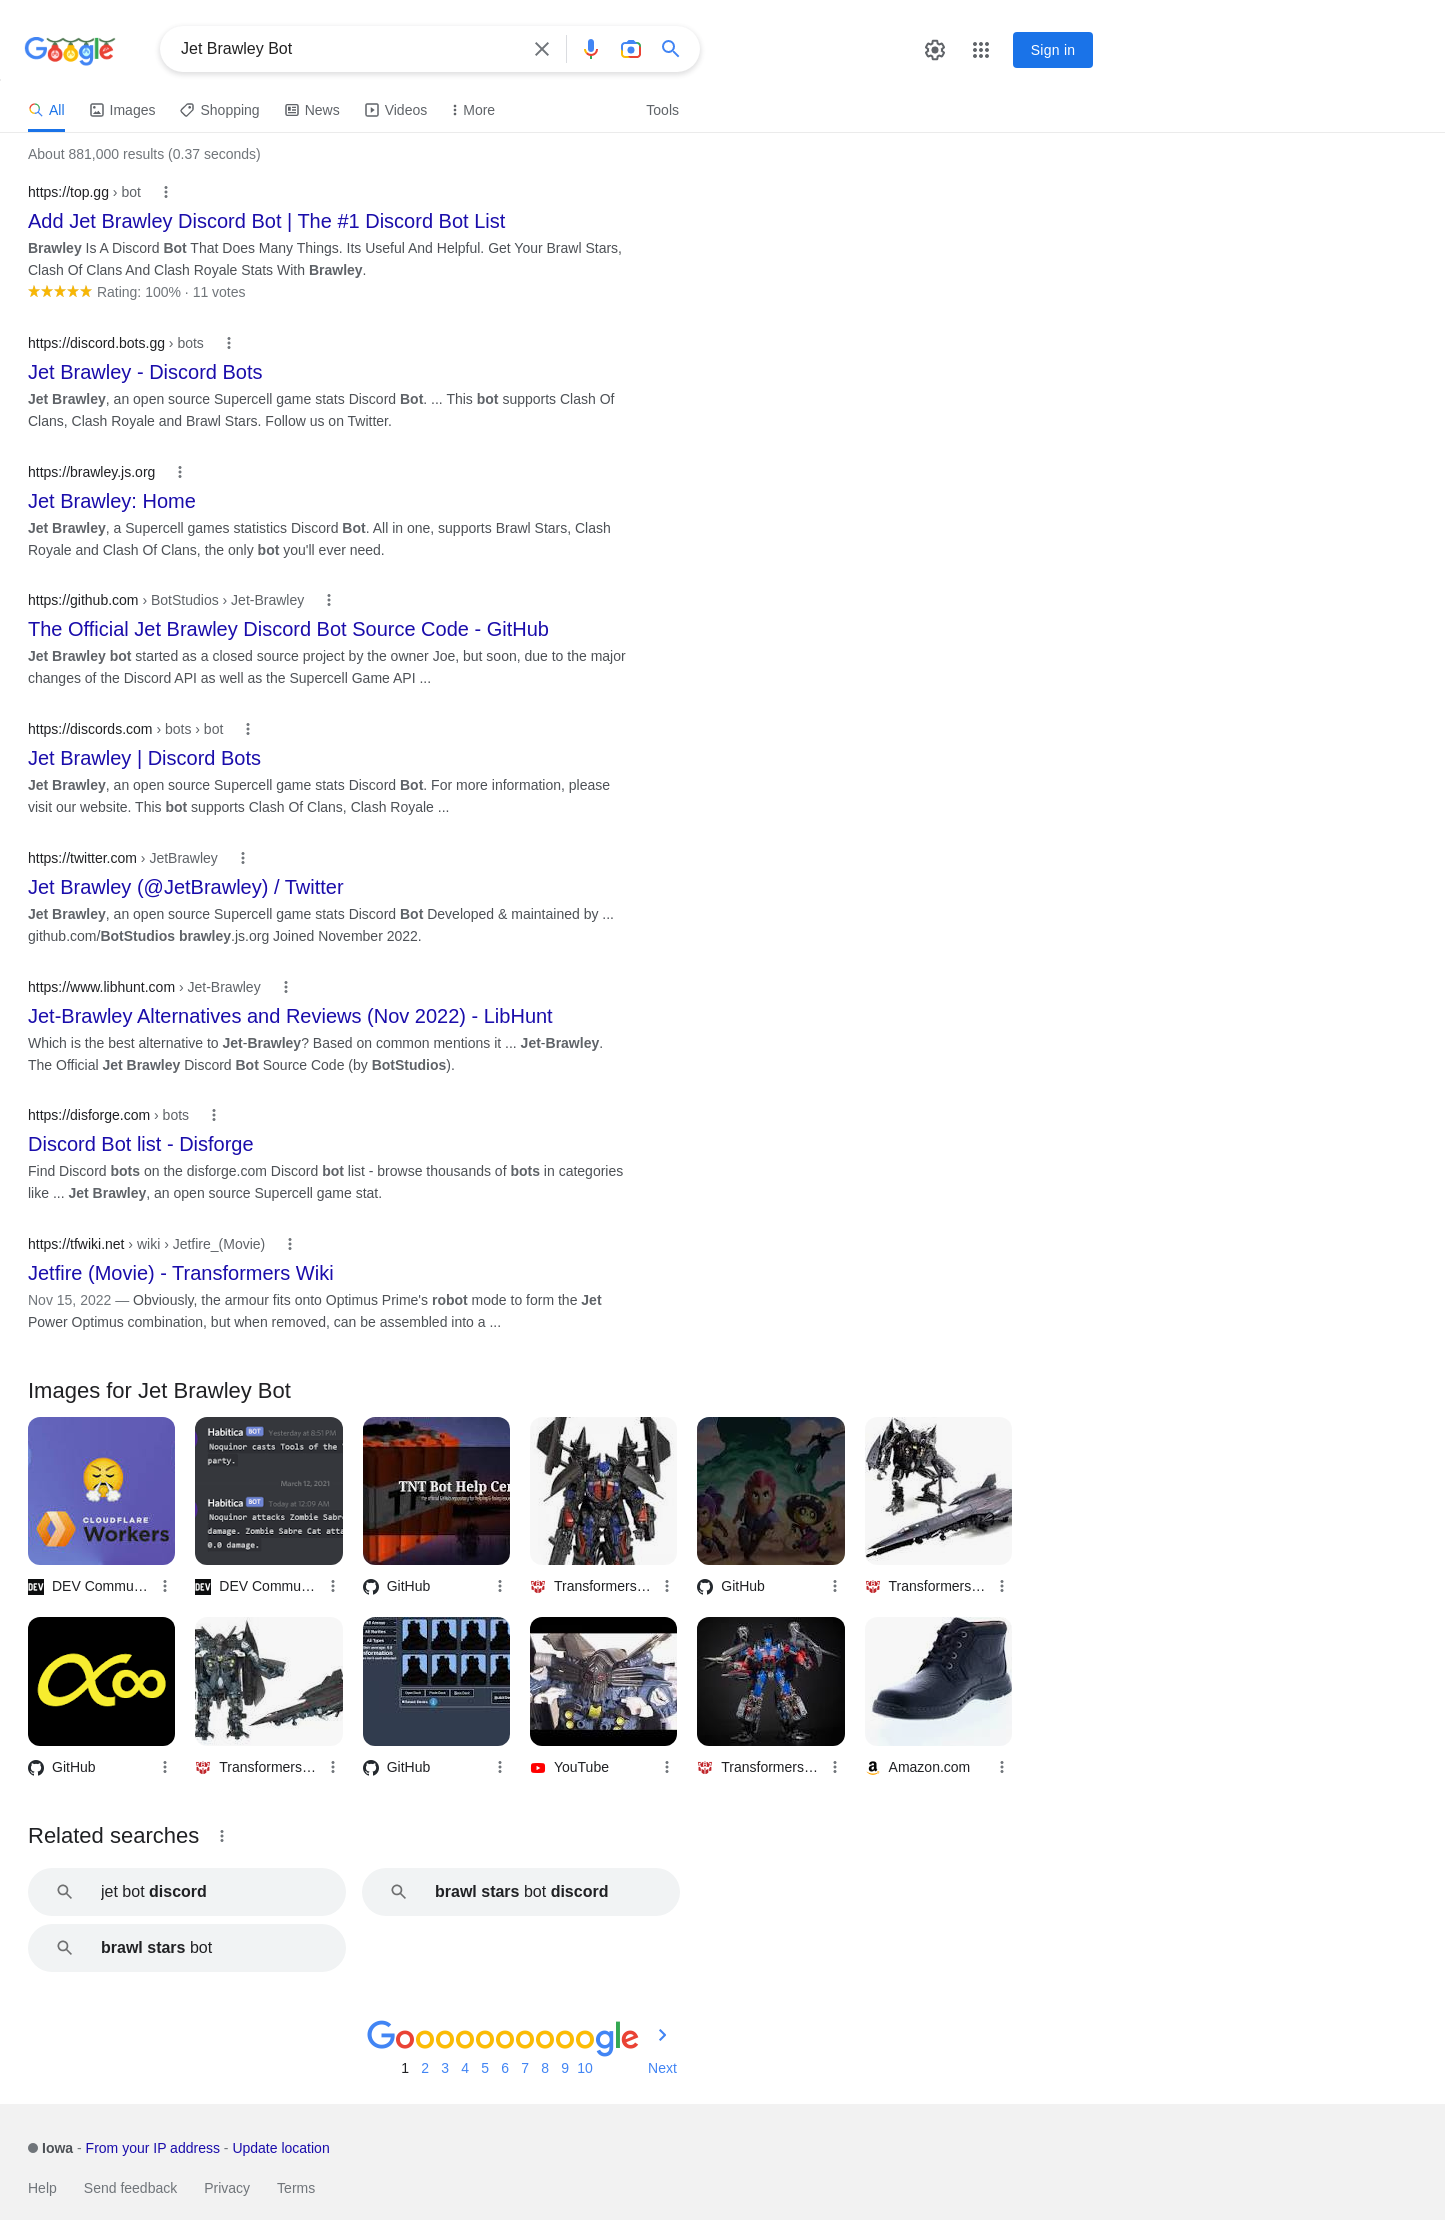 Google
Jet Brawley Bot
Sign in
All
Images
Shopping
News
Videos
More
Tools
About 881,000 results (0.37 seconds)
https://top.gg › bot
Add Jet Brawley Discord Bot | The #1 Discord Bot List
Brawley Is A Discord Bot That Does Many Things. Its Useful And Helpful. Get Your Brawl Stars,
Clash Of Clans And Clash Royale Stats With Brawley.
Rating: 100% · 11 votes
https://discord.bots.gg › bots
Jet Brawley - Discord Bots
Jet Brawley, an open source Supercell game stats Discord Bot. ... This bot supports Clash Of
Clans, Clash Royale and Brawl Stars. Follow us on Twitter.
https://brawley.js.org
Jet Brawley: Home
Jet Brawley, a Supercell games statistics Discord Bot. All in one, supports Brawl Stars, Clash
Royale and Clash Of Clans, the only bot you'll ever need.
https://github.com › BotStudios › Jet-Brawley
The Official Jet Brawley Discord Bot Source Code - GitHub
Jet Brawley bot started as a closed source project by the owner Joe, but soon, due to the major
changes of the Discord API as well as the Supercell Game API ...
https://discords.com › bots › bot
Jet Brawley | Discord Bots
Jet Brawley, an open source Supercell game stats Discord Bot. For more information, please
visit our website. This bot supports Clash Of Clans, Clash Royale ...
https://twitter.com › JetBrawley
Jet Brawley (@JetBrawley) / Twitter
Jet Brawley, an open source Supercell game stats Discord Bot Developed & maintained by ...
github.com/BotStudios brawley.js.org Joined November 2022.
https://www.libhunt.com › Jet-Brawley
Jet-Brawley Alternatives and Reviews (Nov 2022) - LibHunt
Which is the best alternative to Jet-Brawley? Based on common mentions it ... Jet-Brawley.
The Official Jet Brawley Discord Bot Source Code (by BotStudios).
https://disforge.com › bots
Discord Bot list - Disforge
Find Discord bots on the disforge.com Discord bot list - browse thousands of bots in categories
like ... Jet Brawley, an open source Supercell game stat.
https://tfwiki.net › wiki › Jetfire_(Movie)
Jetfire (Movie) - Transformers Wiki
Nov 15, 2022 — Obviously, the armour fits onto Optimus Prime's robot mode to form the Jet
Power Optimus combination, but when removed, can be assembled into a ...
Images for Jet Brawley Bot
CLOUDFLARE
Workers
Habitica BOT Yesterday at 8:51 PM
Noquinor casts Tools of the
party.
March 12, 2021
Habitica BOT Today at 12:09 AM
Noquinor attacks Zombie Sabr
damage. Zombie Sabre Cat atta
0.0 damage.
TNT Bot Help Cen
DEV Commu...
DEV Commu...
GitHub
Transformers...
GitHub
Transformers...
GitHub
Transformers...
GitHub
YouTube
Transformers...
Amazon.com
Related searches
jet bot discord
brawl stars bot discord
brawl stars bot
Goooooooooogle
1 2 3 4 5 6 7 8 9 10 Next
Iowa - From your IP address - Update location
Help Send feedback Privacy Terms